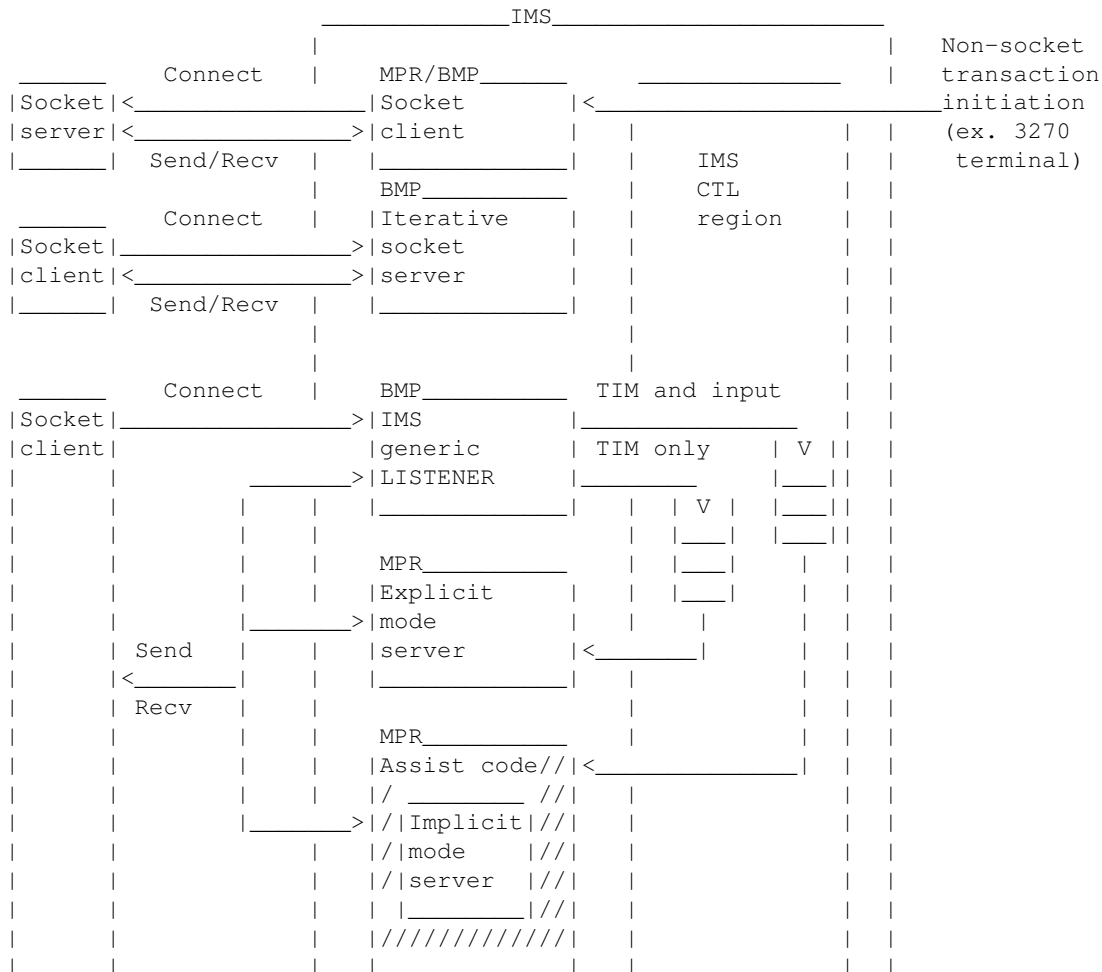 IMS
Non-socket
Connect MPR/BMP transaction
Socket Socket initiation
server client (ex. 3270
Send/Recv IMS terminal)
BMP CTL
Connect Iterative region
Socket socket
client server
Send/Recv
Connect BMP TIM and input
Socket IMS
client generic TIM only V
LISTENER
V
MPR
Explicit
mode
Send server
Recv
MPR
Assist code//
/ //
/ Implicit //
/ mode //
/ server //
//
/////////////